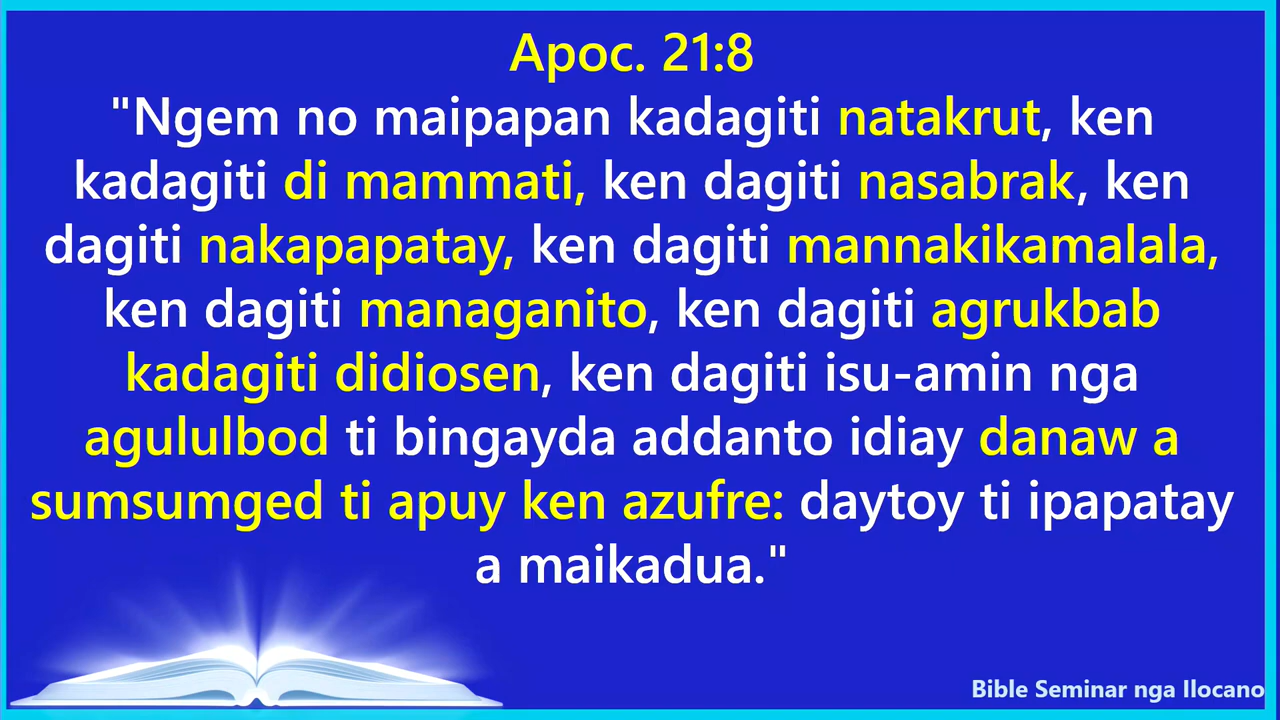 Apoc. 21:8
"Ngem no maipapan kadagiti natakrut, ken
kadagiti di mammati, ken dagiti nasabrak, ken
dagiti nakapapatay, ken dagiti mannakikamalala,
ken dagiti managanito, ken dagiti agrukbab
kadagiti didiosen, ken dagiti isu-amin nga
agululbod ti bingayda addanto idiay danaw a
sumsumged ti apuy ken azufre: daytoy ti ipapatay
a maikadua."
Bible Seminar nga Ilocano